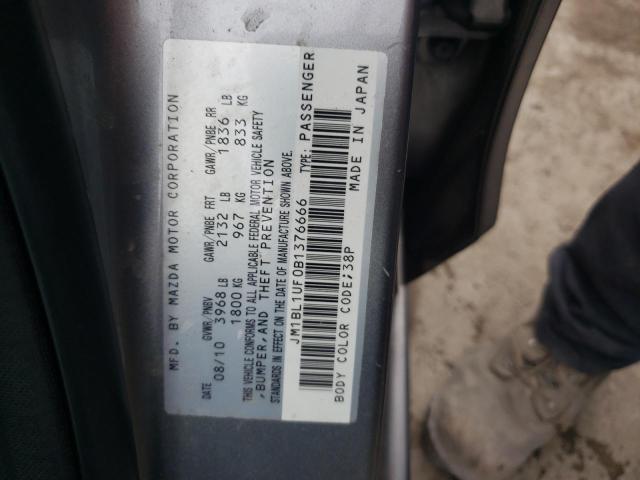 MFD. BY MAZDA MOTOR CORPORATION
DATE GVWR/PNBV GAWR/PNBE FRT GAWR/PNBE RR
08/10 3968 LB 2132 LB 1836 LB
1800 KG 967 KG 833 KG
THIS VEHICLE CONFORMS TO ALL APPLICABLE FEDERAL MOTOR VEHICLE SAFETY
,BUMPER,AND THEFT PREVENTION
STANDARDS IN EFFECT ON THE DATE OF MANUFACTURE SHOWN ABOVE.
JM1BL1UF0B1376666 TYPE: PASSENGER
BODY COLOR CODE;38P MADE IN JAPAN